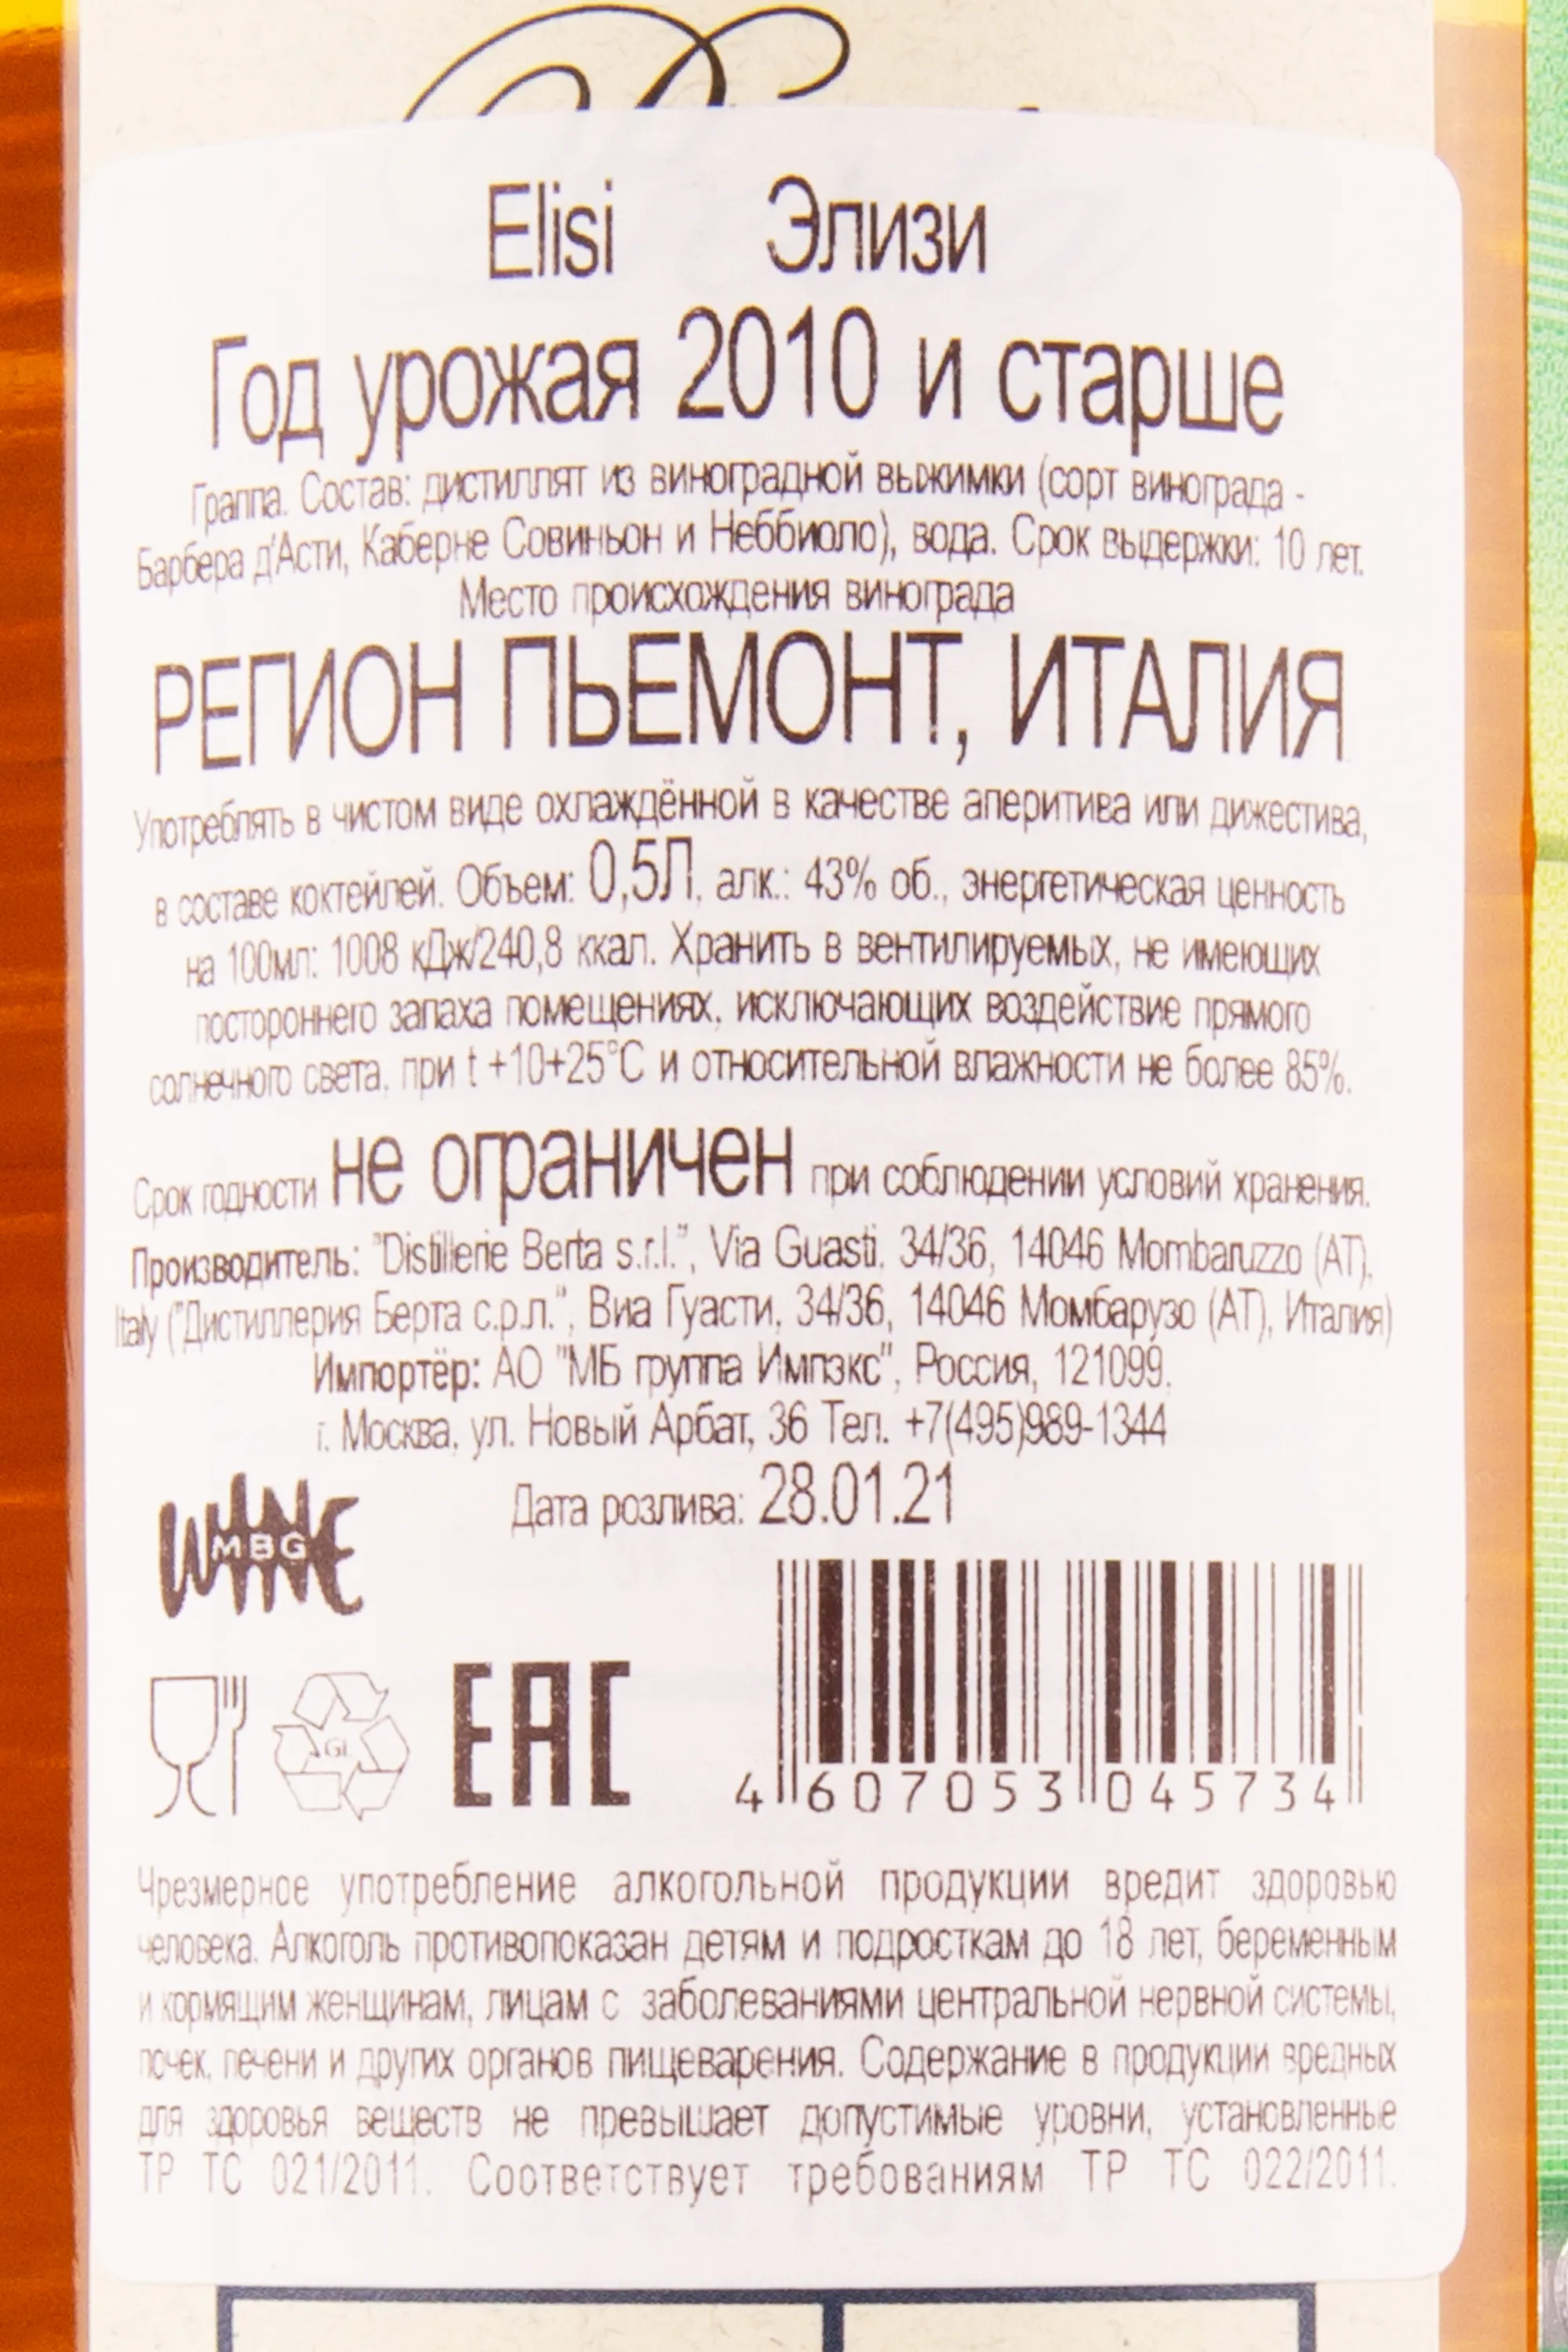 Elisi Элизи
Год урожая 2010 и старше
Граппа. Состав: дистиллят из виноградной выжимки (сорт винограда -
Барбера д'Асти, Каберне Совиньон и Неббиоло), вода. Срок выдержки: 10 лет.
Место происхождения винограда
РЕГИОН ПЬЕМОНТ, ИТАЛИЯ
Употреблять в чистом виде охлаждённой в качестве аперитива или дижестива,
в составе коктейлей. Объем: 0,5Л, алк.: 43% об., энергетическая ценность
на 100мл: 1008 кДж/240,8 ккал. Хранить в вентилируемых, не имеющих
постороннего запаха помещениях, исключающих воздействие прямого
солнечного света, при t +10+25°C и относительной влажности не более 85%.
Срок годности не ограничен при соблюдении условий хранения.
Производитель: "Distillerie Berta s.r.l.", Via Guasti, 34/36, 14046 Mombaruzzo (AT),
Italy ("Дистиллерия Берта с.р.л.", Виа Гуасти, 34/36, 14046 Момбарузо (АТ), Италия)
Импортёр: АО "МБ группа Импэкс", Россия, 121099,
г. Москва, ул. Новый Арбат, 36 Тел. +7(495)989-1344
Дата розлива: 28.01.21
WINE
MBG
GL
EAC
4 607053 045734
Чрезмерное употребление алкогольной продукции вредит здоровью
человека. Алкоголь противопоказан детям и подросткам до 18 лет, беременным
и кормящим женщинам, лицам с заболеваниями центральной нервной системы,
почек, печени и других органов пищеварения. Содержание в продукции вредных
для здоровья веществ не превышает допустимые уровни, установленные
ТР ТС 021/2011. Соответствует требованиям ТР ТС 022/2011.